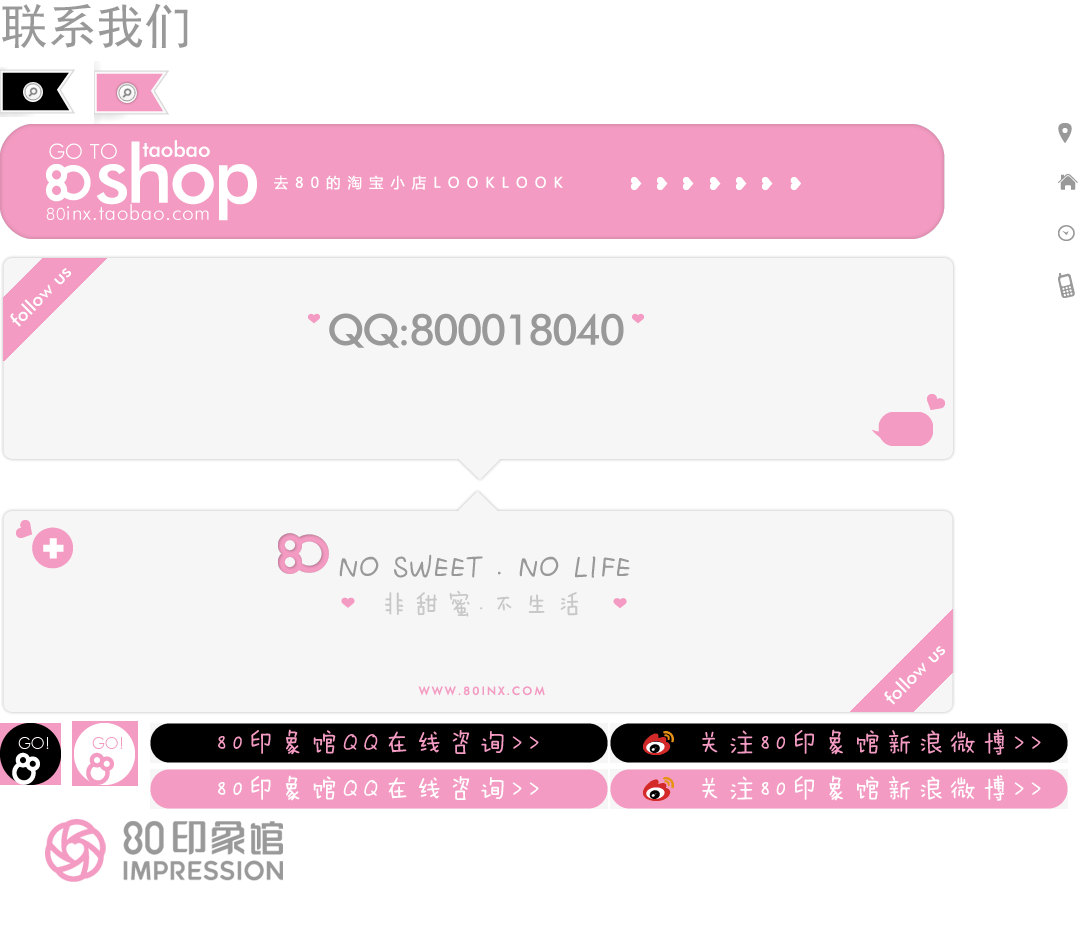 联系我们
GO TO
80 shop
taobao
80inx.taobao.com
去80的淘宝小店LOOKLOOK
follow us
QQ:800018040
80
NO SWEET . NO LIFE
非甜蜜.不生活
WWW.80INX.COM
follow us
GO!
80
GO!
80
80印象馆QQ在线咨询>>
关注80印象馆新浪微博>>
80印象馆QQ在线咨询>>
关注80印象馆新浪微博>>
80印象馆
IMPRESSION